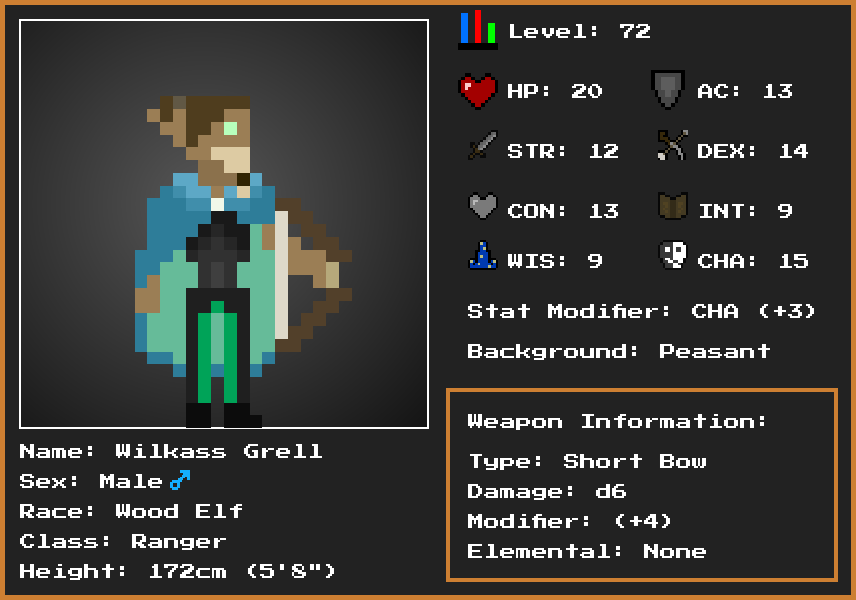 Level: 72
HP: 20 AC: 13
STR: 12 DEX: 14
CON: 13 INT: 9
WIS: 9 CHA: 15
Stat Modifier: CHA (+3)
Background: Peasant
Weapon Information:
Type: Short Bow
Damage: d6
Modifier: (+4)
Elemental: None
Name: Wilkass Grell
Sex: Male ♂
Race: Wood Elf
Class: Ranger
Height: 172cm (5'8")